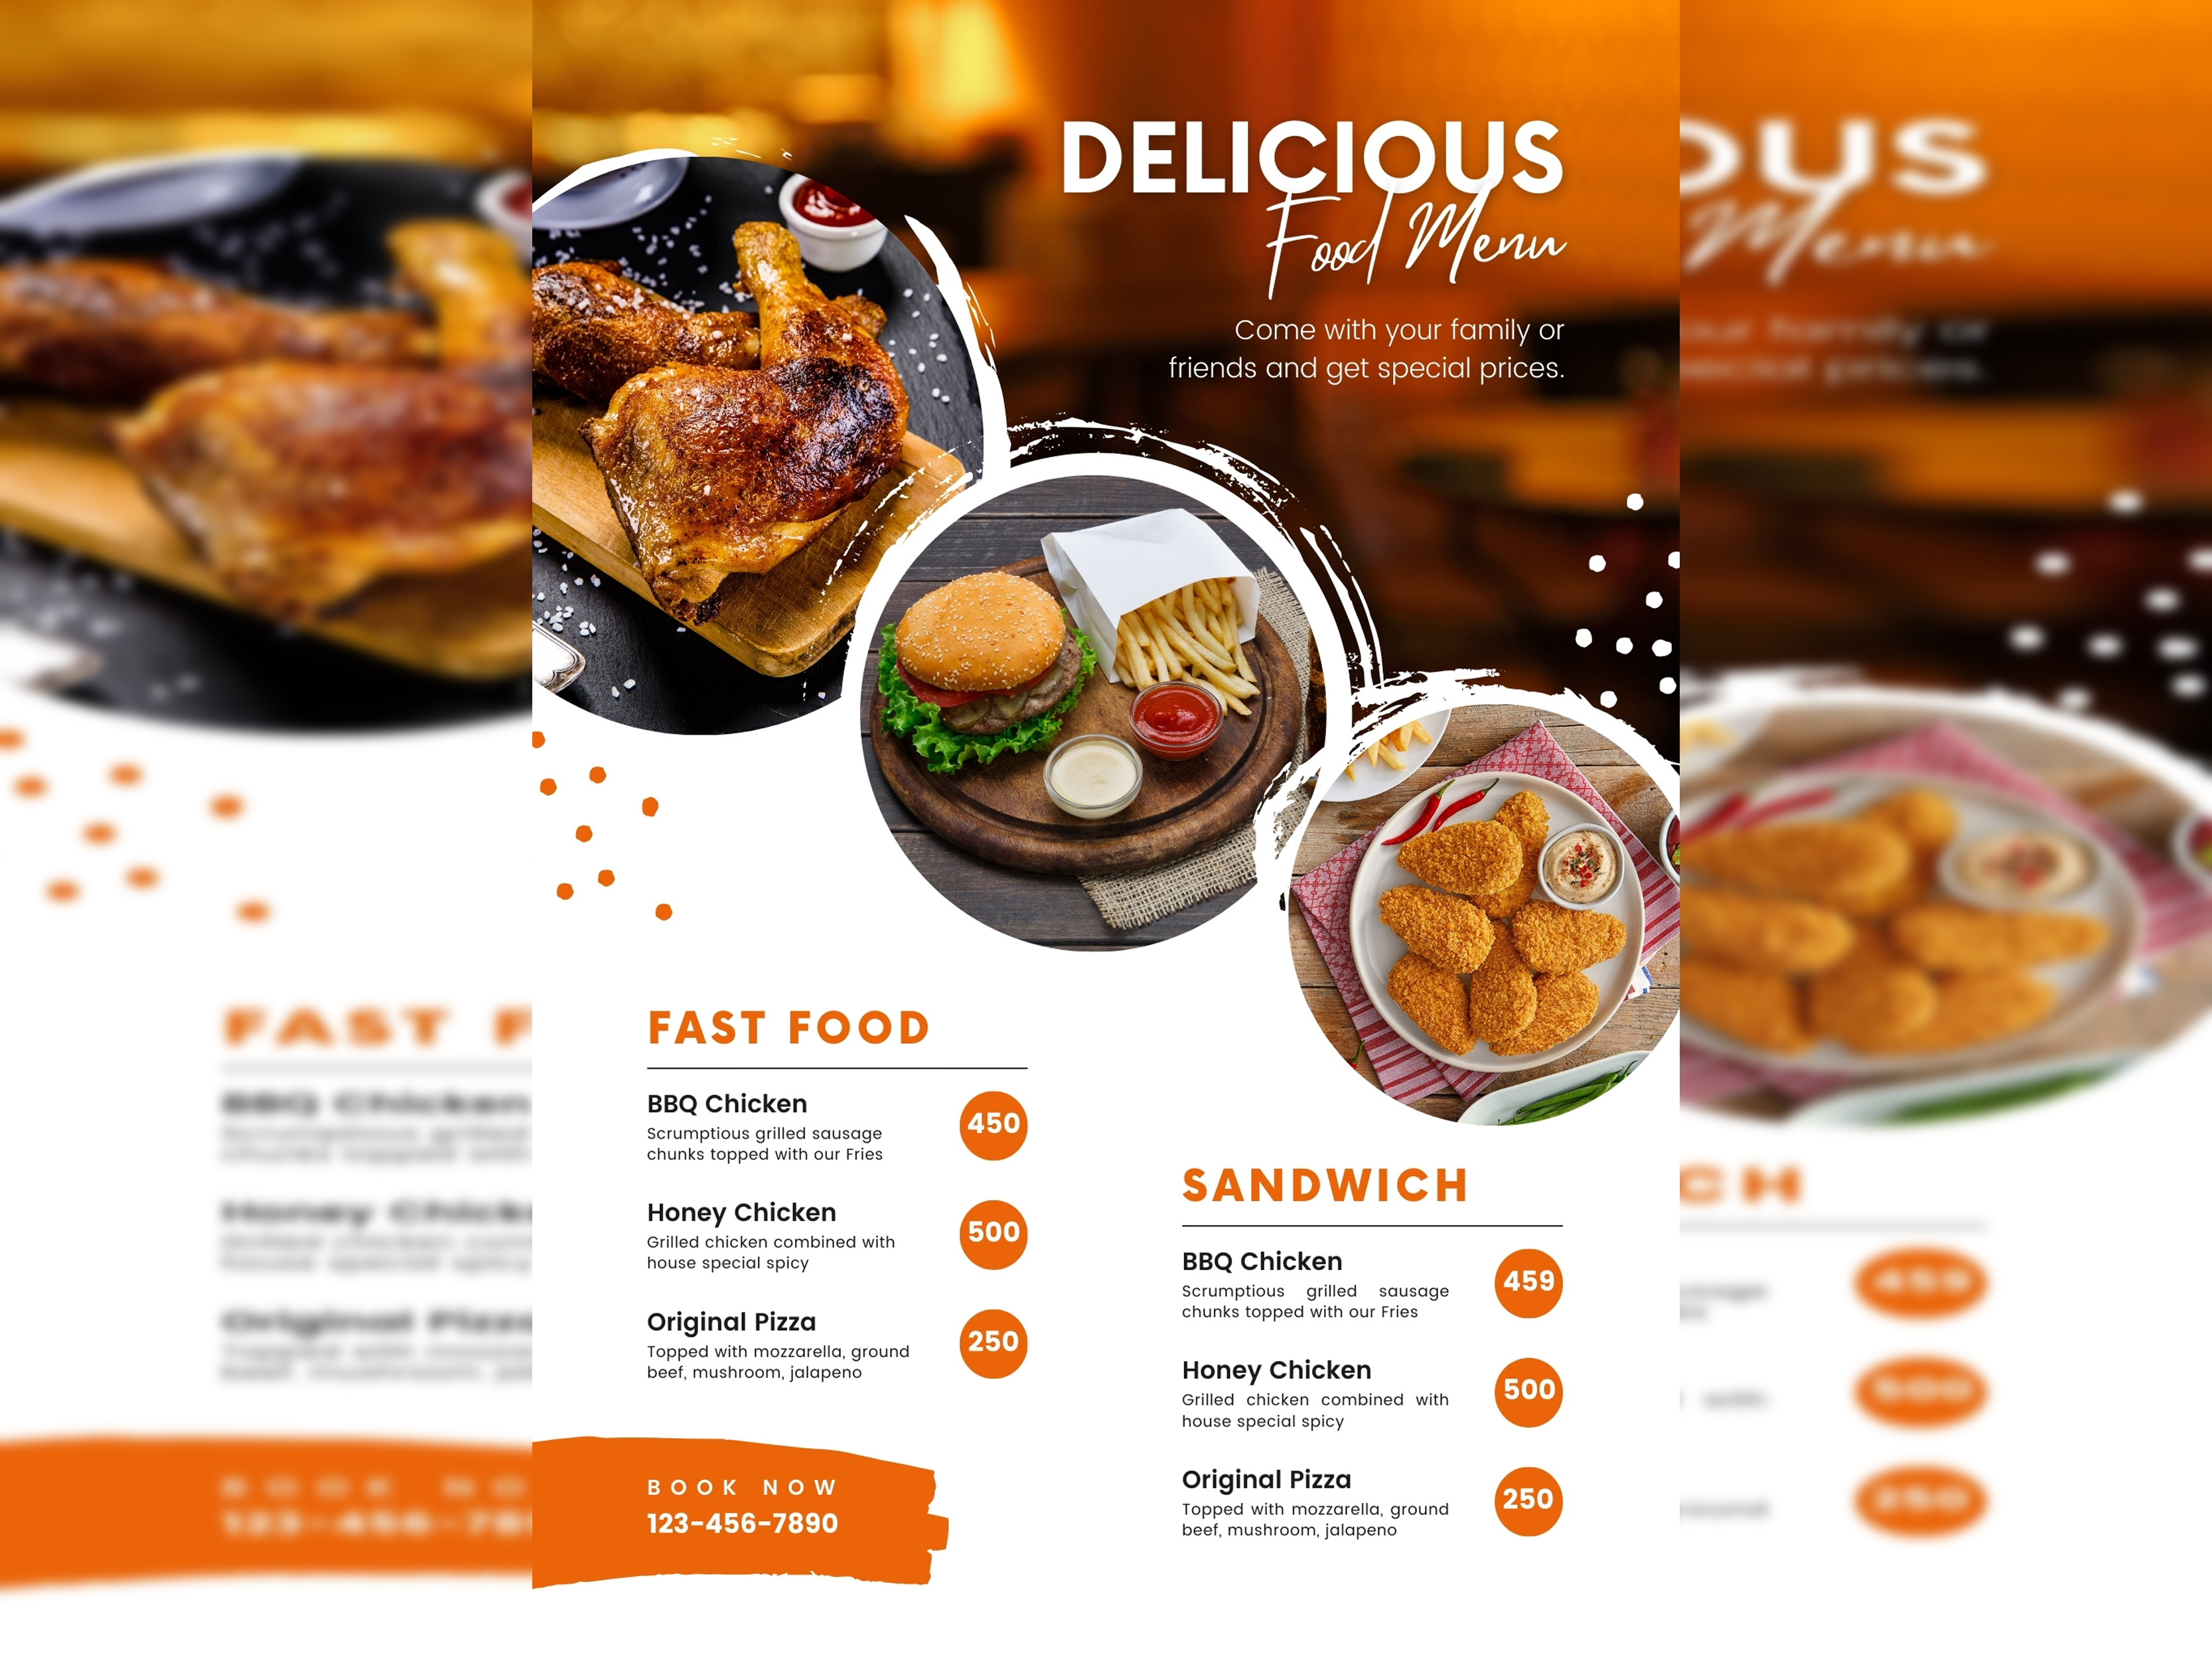 DELICIOUS
Food Menu
Come with your family or
friends and get special prices.
FAST FOOD
BBQ Chicken
450
Scrumptious grilled sausage
chunks topped with our Fries
Honey Chicken
500
Grilled chicken combined with
house special spicy
Original Pizza
250
Topped with mozzarella, ground
beef, mushroom, jalapeno
BOOK NOW
123-456-7890
SANDWICH
BBQ Chicken
459
Scrumptious grilled sausage
chunks topped with our Fries
Honey Chicken
500
Grilled chicken combined with
house special spicy
Original Pizza
250
Topped with mozzarella, ground
beef, mushroom, jalapeno